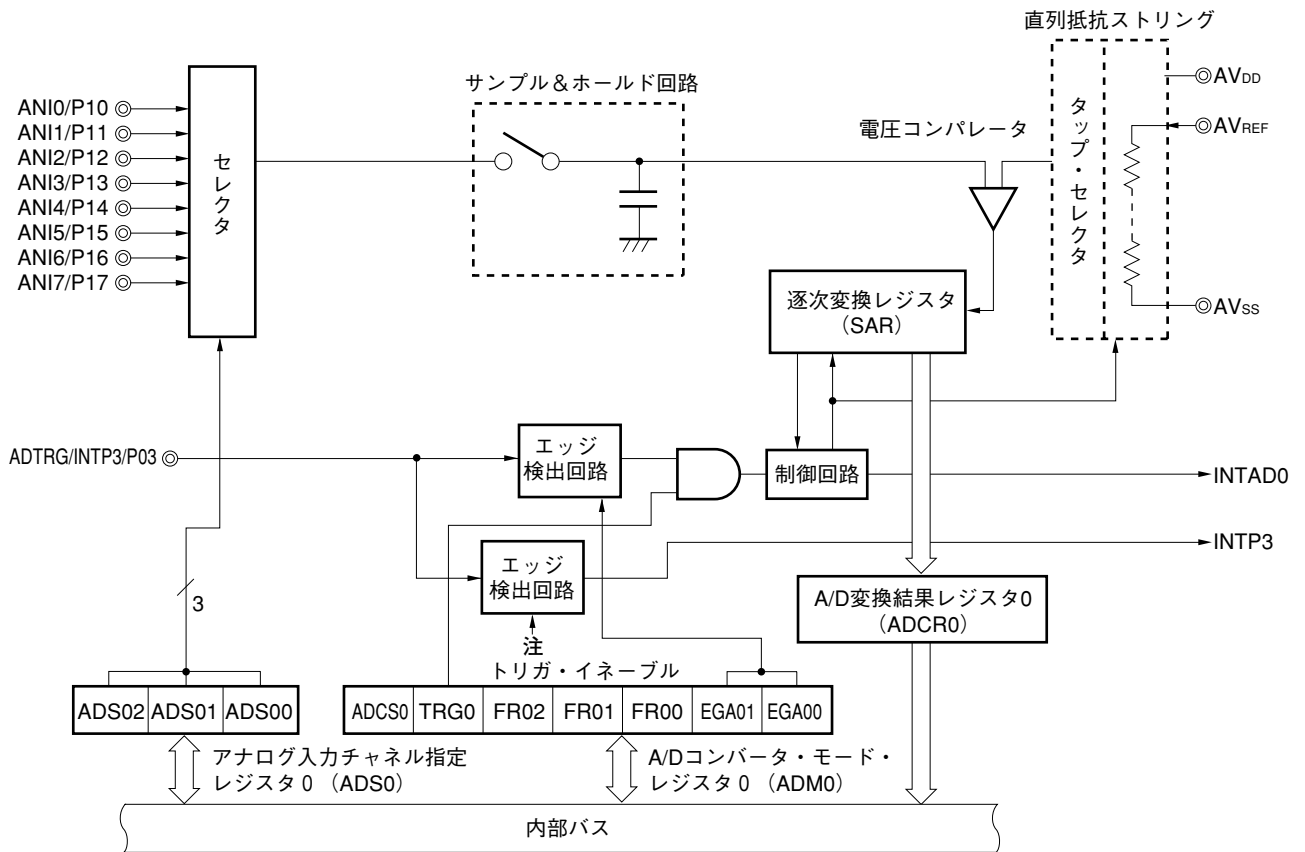 直列抵抗ストリング
サンプル＆ホールド回路
AVDD
ANI0/P10
ANI1/P11
ANI2/P12
ANI3/P13
ANI4/P14
ANI5/P15
ANI6/P16
ANI7/P17
セレクタ
電圧コンパレータ
タップ・セレクタ
AVREF
AVSS
逐次変換レジスタ
（SAR）
ADTRG/INTP3/P03
エッジ
検出回路
制御回路
INTAD0
エッジ
検出回路
INTP3
3
注
A/D変換結果レジスタ0
（ADCR0）
トリガ・イネーブル
ADS02 ADS01 ADS00
ADCS0 TRG0 FR02 FR01 FR00 EGA01 EGA00
アナログ入力チャネル指定
レジスタ0（ADS0）
A/Dコンバータ・モード・
レジスタ0（ADM0）
内部バス